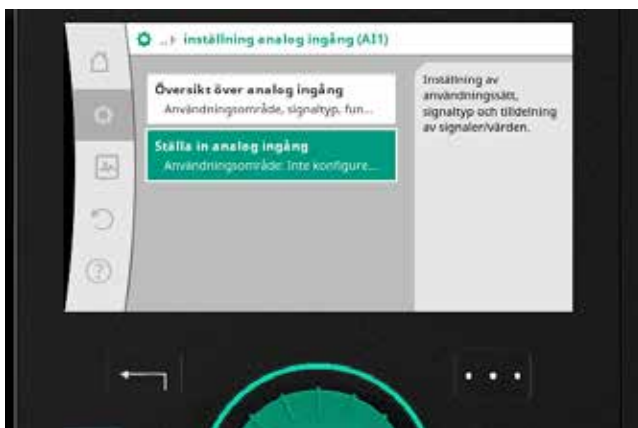 ..› inställning analog ingång (AI1)
Översikt över analog ingång
Användningsområde, signaltyp, fun...
Ställa in analog ingång
Användningsområde: Inte konfigure...
Inställning av
användningssätt,
signaltyp och tilldelning
av signaler/värden.